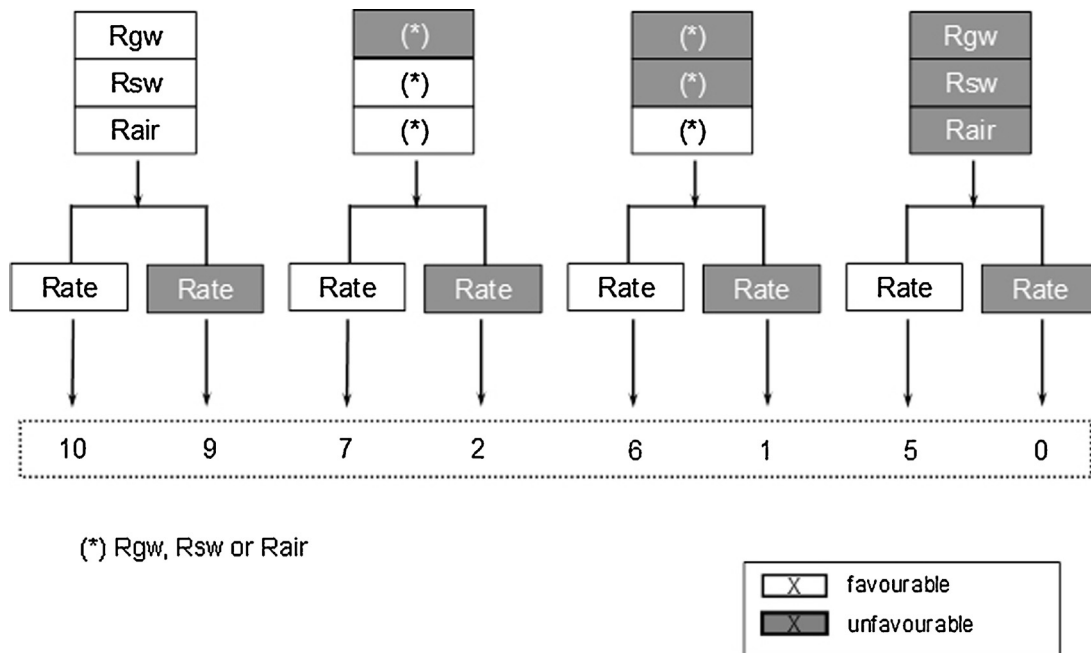 Rgw (*) (*) Rgw
Rsw (*) (*) Rsw
Rair (*) (*) Rair
Rate Rate Rate Rate Rate Rate Rate Rate
10 9 7 2 6 1 5 0
(*) Rgw, Rsw or Rair
X favourable
X unfavourable